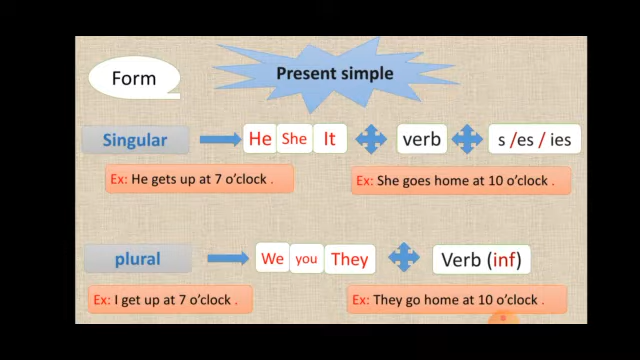 Form
Present simple
Singular He She It verb s /es / ies
Ex: He gets up at 7 o’clock .
Ex: She goes home at 10 o’clock .
plural We you They Verb (inf)
Ex: I get up at 7 o’clock .
Ex: They go home at 10 o’clock .